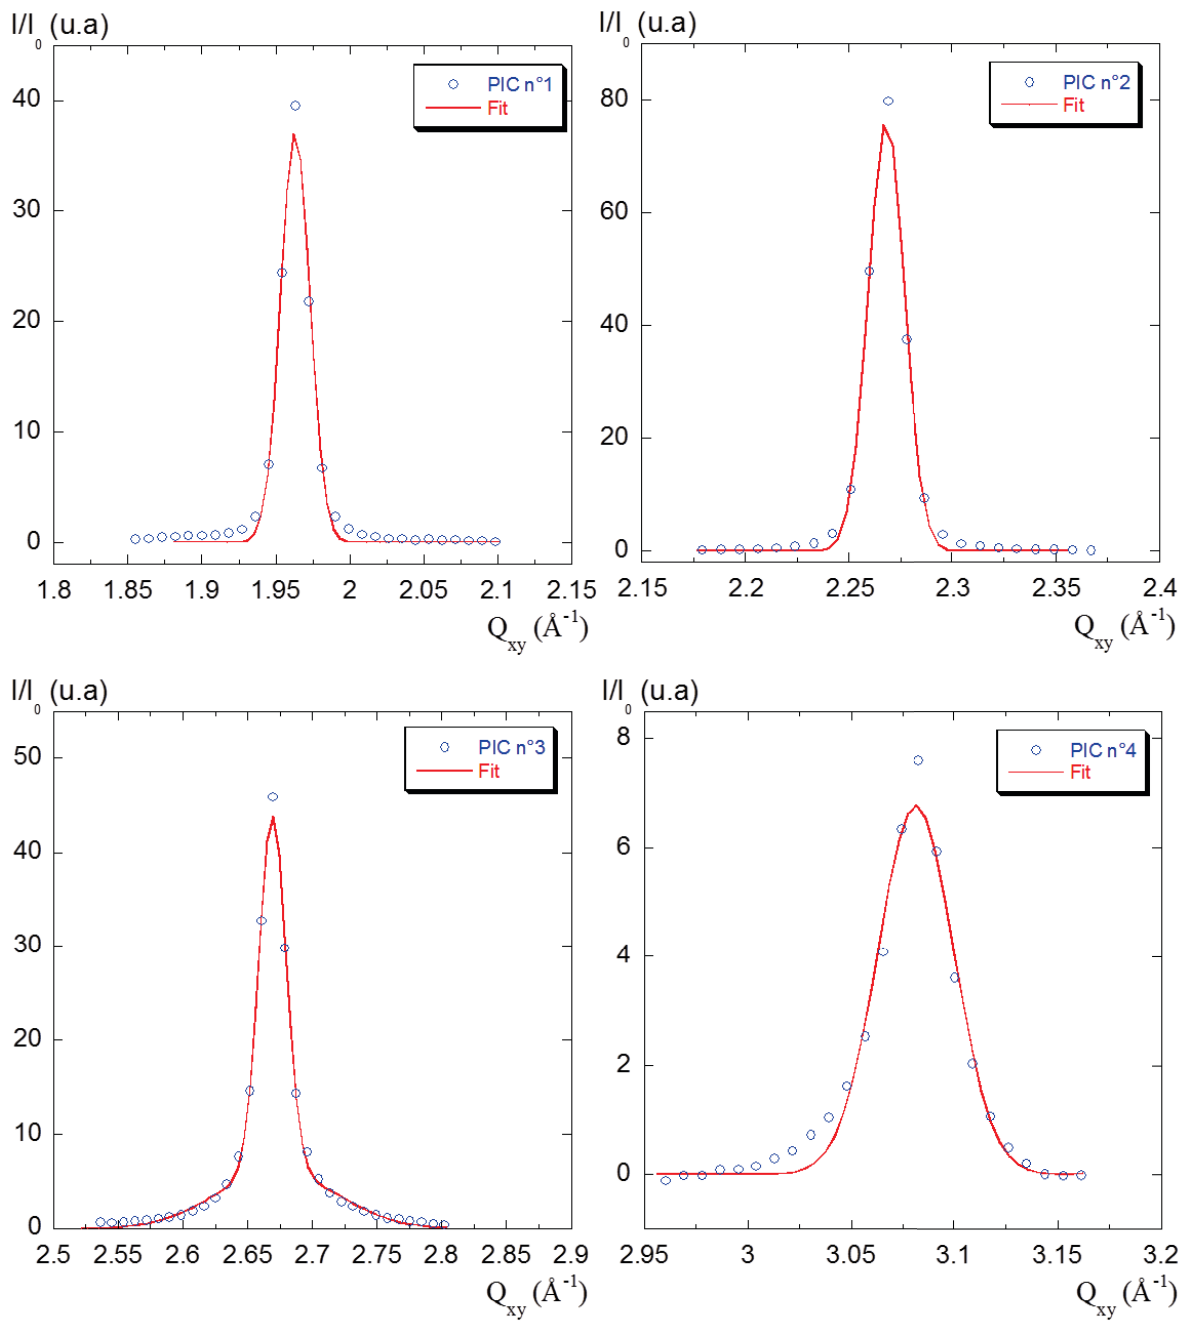 I/I₀ (u.a)
PIC n°1
Fit
40
30
20
10
0
1.8 1.85 1.9 1.95 2 2.05 2.1 2.15
Qxy (Å⁻¹)
I/I₀ (u.a)
PIC n°2
Fit
80
60
40
20
0
2.15 2.2 2.25 2.3 2.35 2.4
Qxy (Å⁻¹)
I/I₀ (u.a)
PIC n°3
Fit
50
40
30
20
10
0
2.5 2.55 2.6 2.65 2.7 2.75 2.8 2.85 2.9
Qxy (Å⁻¹)
I/I₀ (u.a)
PIC n°4
Fit
8
6
4
2
0
2.95 3 3.05 3.1 3.15 3.2
Qxy (Å⁻¹)